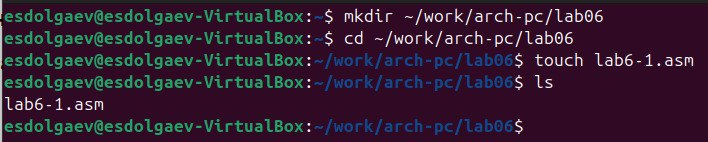 esdolgaev@esdolgaev-VirtualBox:~$ mkdir ~/work/arch-pc/lab06
esdolgaev@esdolgaev-VirtualBox:~$ cd ~/work/arch-pc/lab06
esdolgaev@esdolgaev-VirtualBox:~/work/arch-pc/lab06$ touch lab6-1.asm
esdolgaev@esdolgaev-VirtualBox:~/work/arch-pc/lab06$ ls
lab6-1.asm
esdolgaev@esdolgaev-VirtualBox:~/work/arch-pc/lab06$